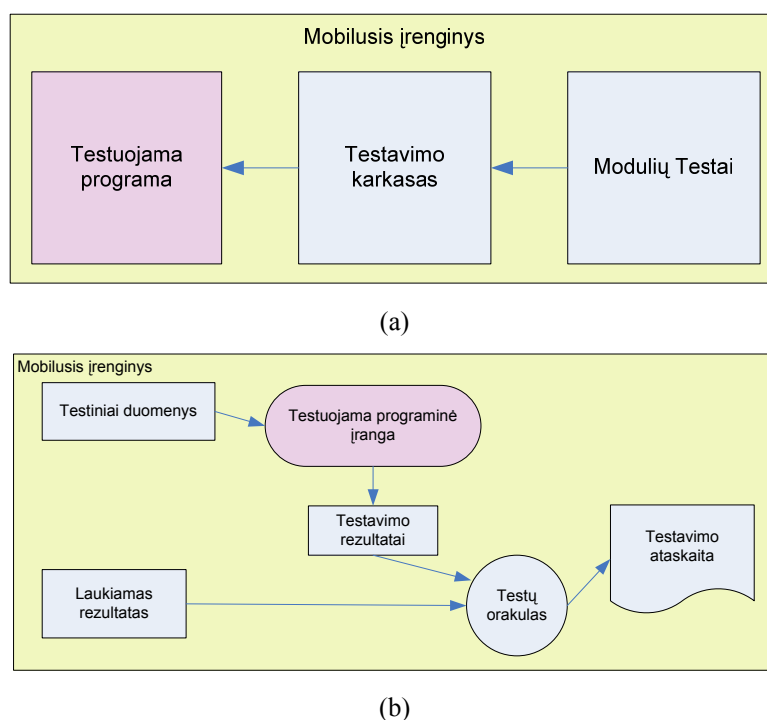 Mobilusis įrenginys
Testuojama
programa
Testavimo
karkasas
Modulių Testai
(a)
Mobilusis įrenginys
Testiniai duomenys
Testuojama programinė
įranga
Testavimo
rezultatai
Testavimo
ataskaita
Laukiamas
rezultatas
Testų
orakulas
(b)